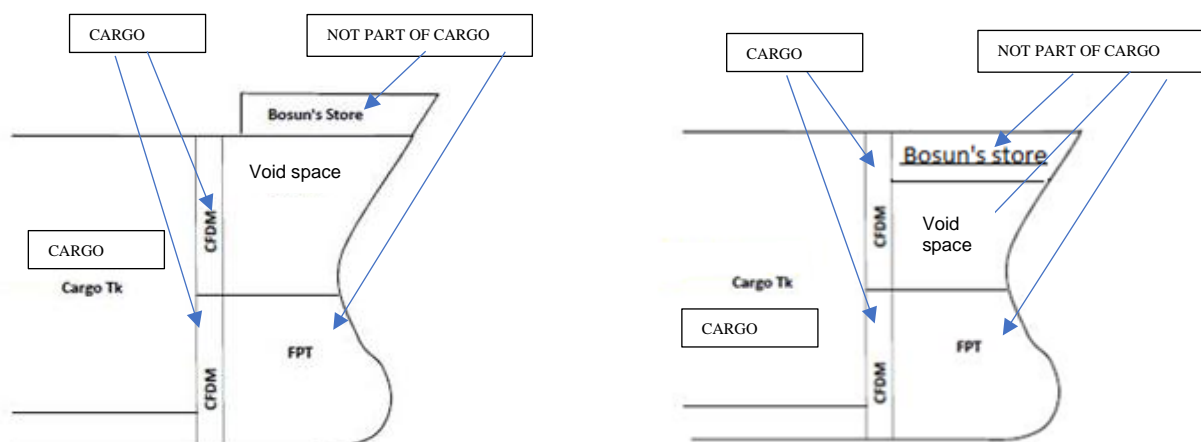 CARGO
NOT PART OF CARGO
Bosun's Store
Void space
CFDM
CARGO
Cargo Tk
FPT
CFDM
CARGO
NOT PART OF CARGO
Bosun's store
CFDM
Void
space
Cargo Tk
CARGO
FPT
CFDM